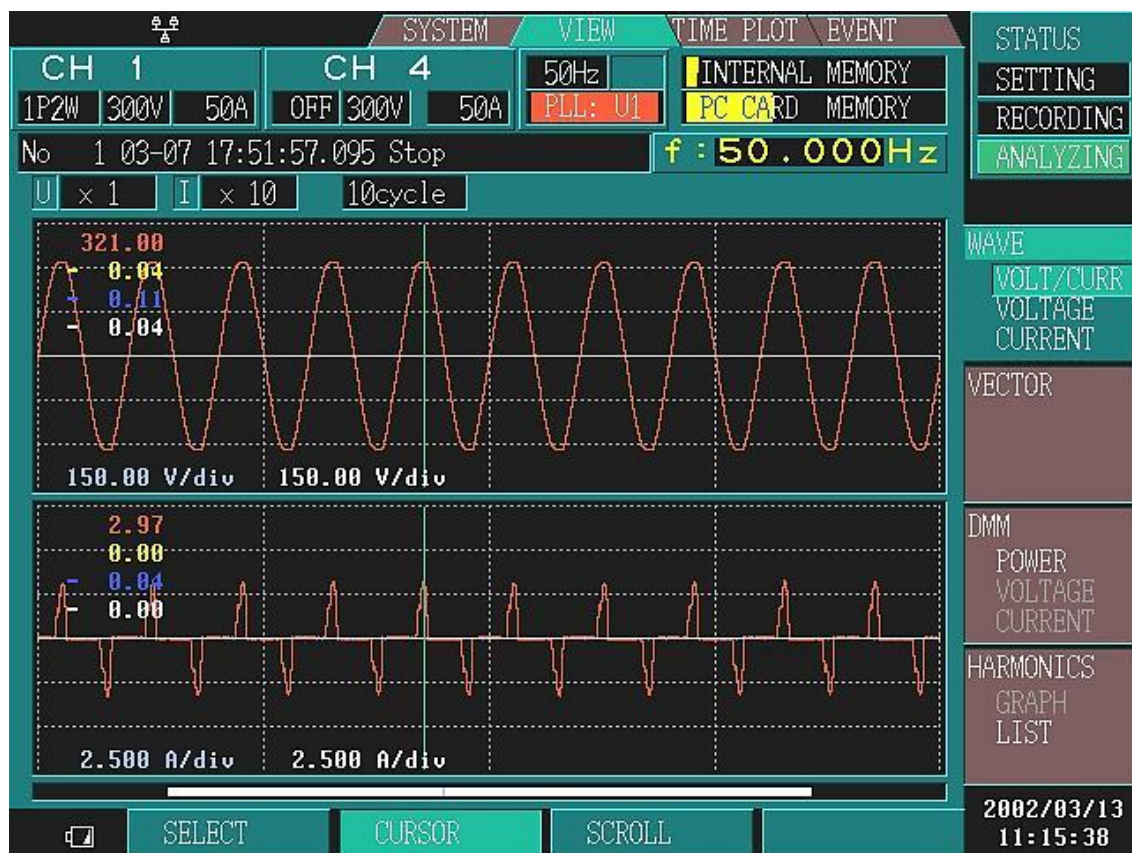 SYSTEM VIEW TIME PLOT EVENT
STATUS
SETTING
RECORDING
ANALYZING
CH 1 CH 4 50Hz INTERNAL MEMORY
1P2W 300V 50A OFF 300V 50A PLL: U1 PC CARD MEMORY
No 1 03-07 17:51:57.095 Stop f:50.000Hz
U × 1 I × 10 10cycle
321.00
- 0.04
- 0.11
- 0.04
150.00 V/div 150.00 V/div
2.97
0.00
- 0.04
- 0.00
2.500 A/div 2.500 A/div
WAVE
VOLT/CURR
VOLTAGE
CURRENT
VECTOR
DMM
POWER
VOLTAGE
CURRENT
HARMONICS
GRAPH
LIST
SELECT CURSOR SCROLL
2002/03/13
11:15:38